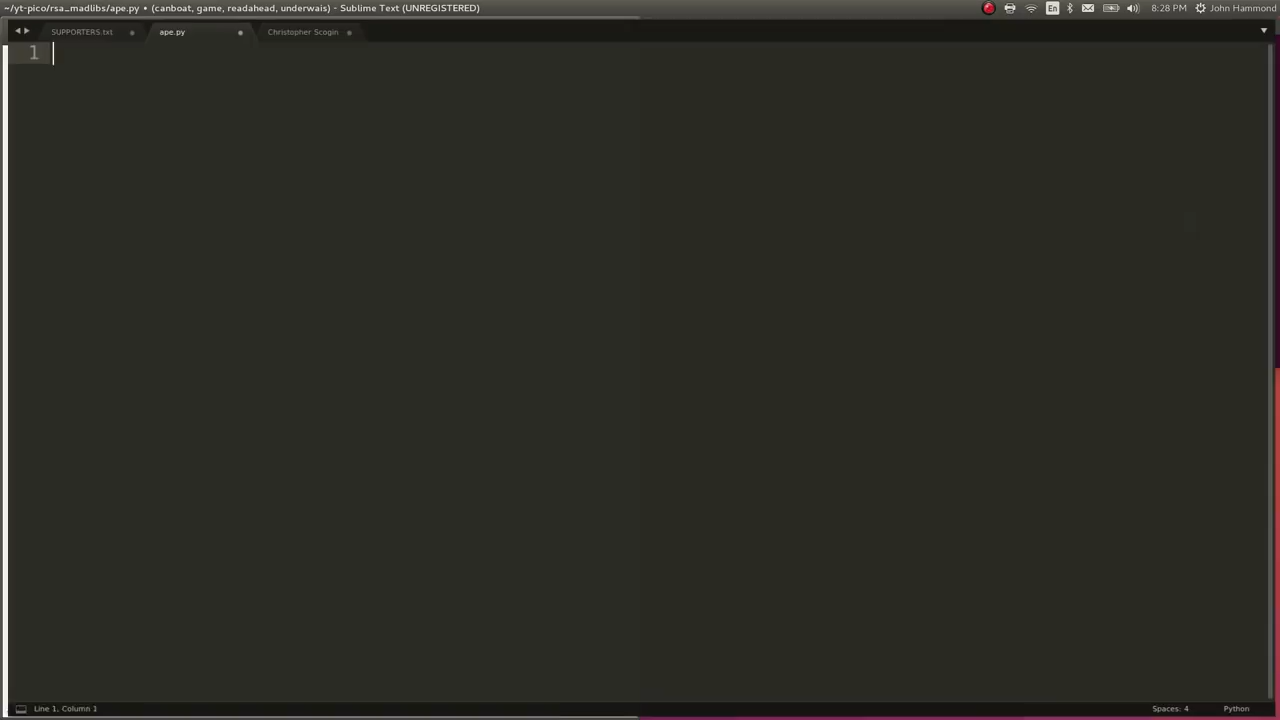 ~/yt-pico/rsa_madlibs/ape.py • (canboat, game, readahead, underwais) - Sublime Text (UNREGISTERED)
En
8:28 PM
John Hammond
SUPPORTERS.txt
ape.py
Christopher Scogin
1
Line 1, Column 1
Spaces: 4
Python